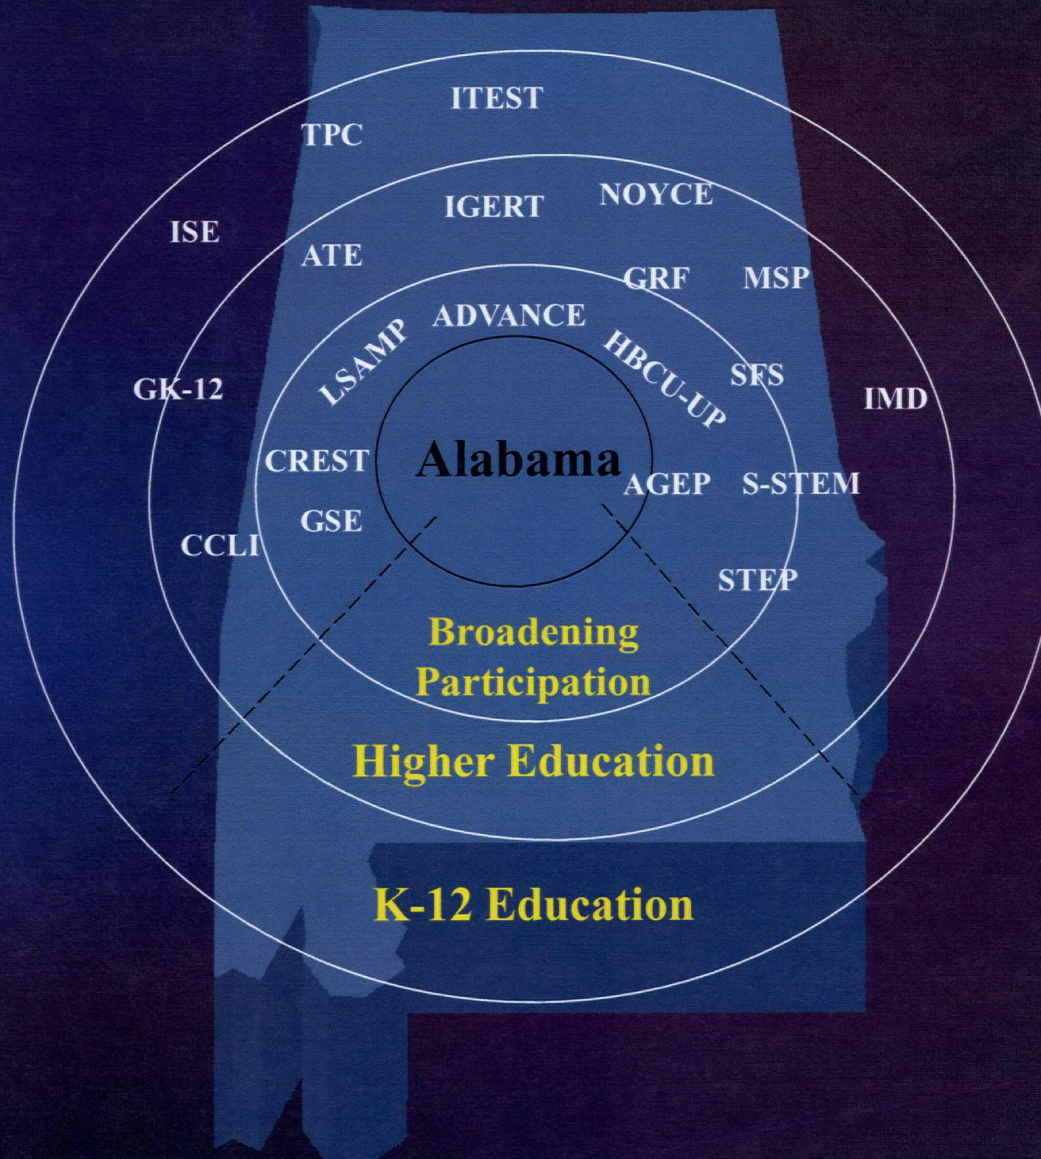 ITEST
TPC
NOYCE
IGERT
ISE
ATE
GRF
MSP
ADVANCE
LSAMP
HBCU-UP
SFS
GK-12
IMD
Alabama
CREST
AGEP
S-STEM
GSE
CCLI
STEP
Broadening
Participation
Higher Education
K-12 Education